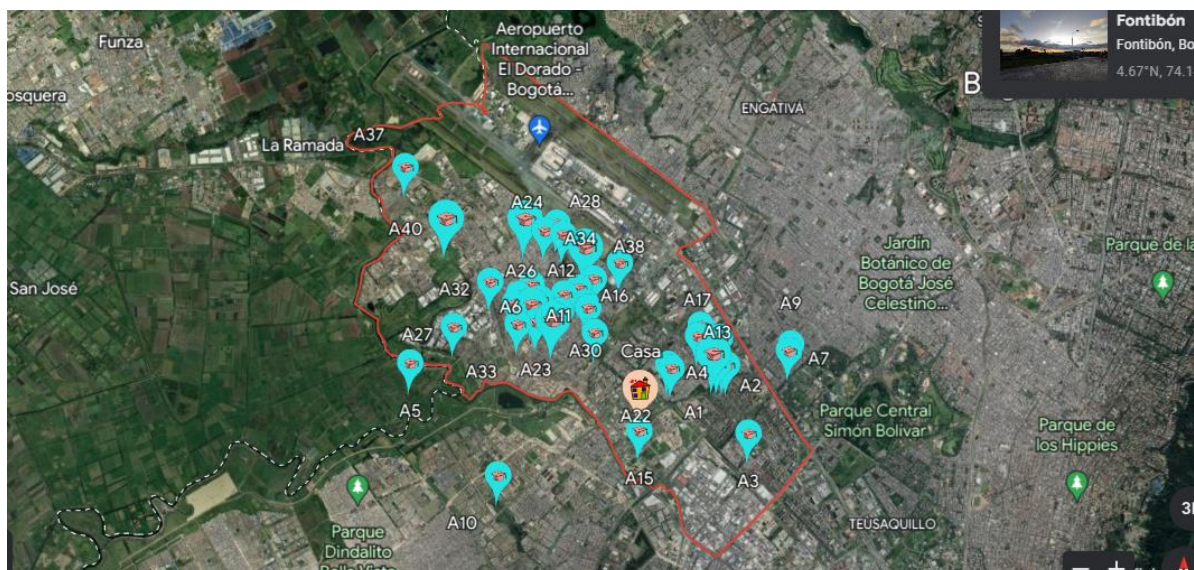 Funza
Aeropuerto
Internacional
El Dorado -
Bogotá...
Fontibón
Fontibón, Bo
4.67°N, 74.1
B
osquera
ENGATIVÁ
La Ramada
A37
A24
A28
A40
A34
A38
Jardín
Botánico de
Bogotá José
Celestino...
Parque de la
San José
A26
A12
A32
A16
A6
A17
A9
A11
A13
A27
A30
Casa
A33
A23
A4
A7
A2
A5
A22
A1
Parque Central
Simón Bolívar
Parque de
los Hippies
A15
A3
A10
TEUSAQUILLO
Parque
Dindalito